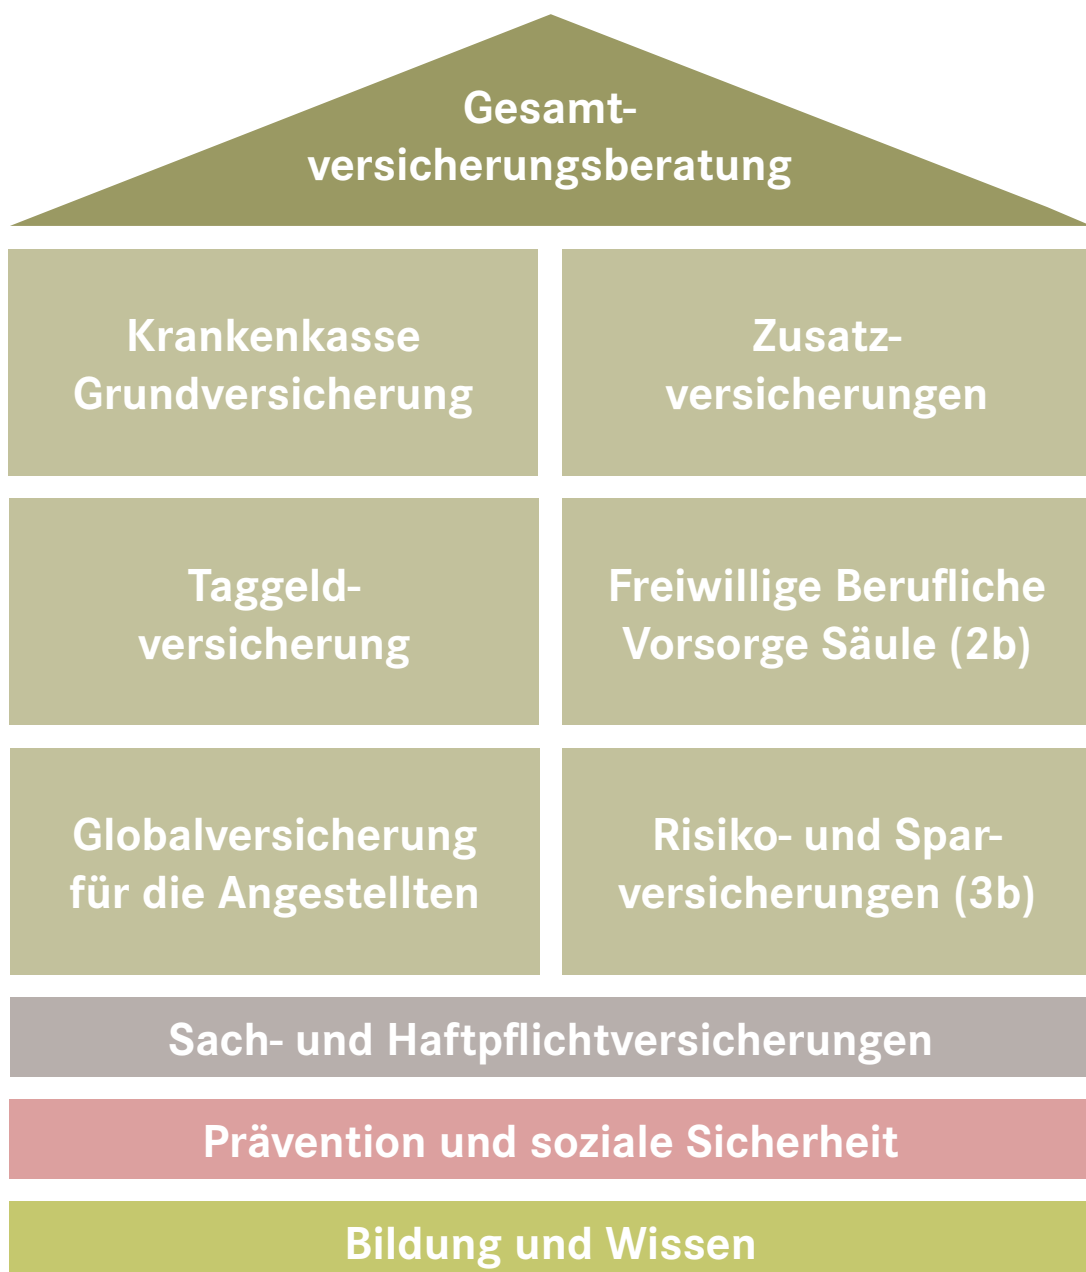 Gesamt-
versicherungsberatung
Krankenkasse
Grundversicherung
Zusatz-
versicherungen
Taggeld-
versicherung
Freiwillige Berufliche
Vorsorge Säule (2b)
Globalversicherung
für die Angestellten
Risiko- und Spar-
versicherungen (3b)
Sach- und Haftpflichtversicherungen
Prävention und soziale Sicherheit
Bildung und Wissen